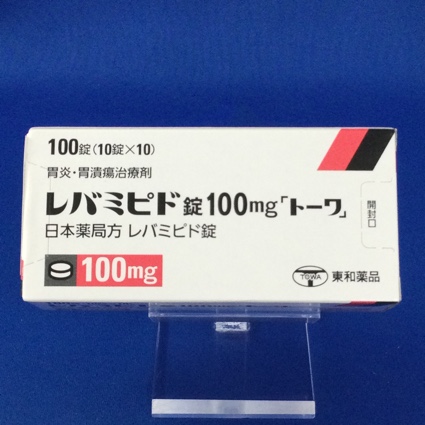 100錠(10錠×10)
胃炎・胃潰瘍治療剤
レバミピド錠100mg「トーワ」
日本薬局方 レバミピド錠
100mg
TOWA 東和薬品
開封口